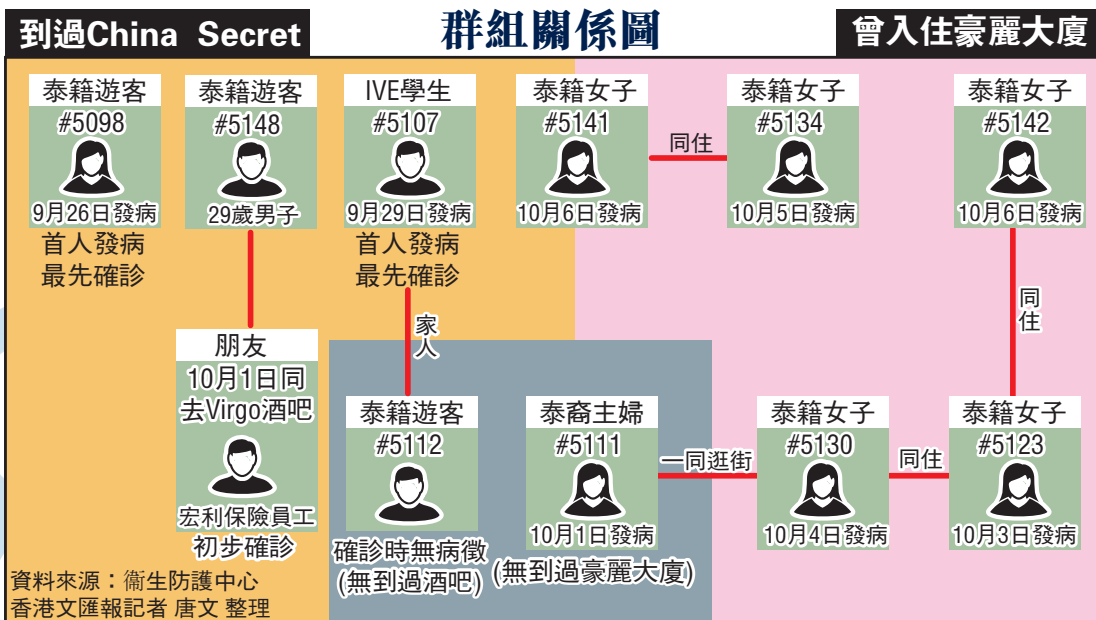 到過China Secret
群組關係圖
曾入住豪麗大廈
泰籍遊客
#5098
9月26日發病
首人發病
最先確診
泰籍遊客
#5148
29歲男子
IVE學生
#5107
9月29日發病
首人發病
最先確診
泰籍女子
#5141
10月6日發病
同住
泰籍女子
#5134
10月5日發病
泰籍女子
#5142
10月6日發病
同住
家人
朋友
10月1日同
去Virgo酒吧
宏利保險員工
初步確診
泰籍遊客
#5112
確診時無病徵
(無到過酒吧)
泰裔主婦
#5111
10月1日發病
(無到過豪麗大廈)
一同逛街
泰籍女子
#5130
10月4日發病
同住
泰籍女子
#5123
10月3日發病
資料來源：衞生防護中心
香港文匯報記者 唐文 整理